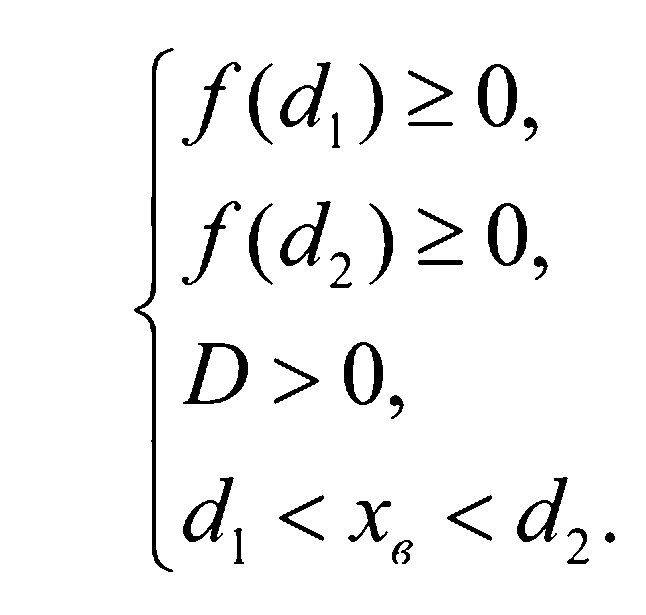 f(d₁) ≥ 0,
f(d₂) ≥ 0,
D > 0,
d₁ < xв < d₂.